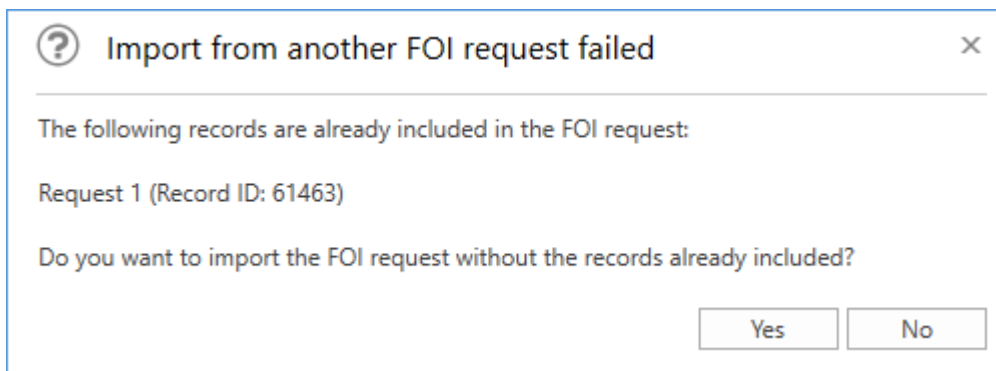 Import from another FOI request failed
The following records are already included in the FOI request:
Request 1 (Record ID: 61463)
Do you want to import the FOI request without the records already included?
Yes No